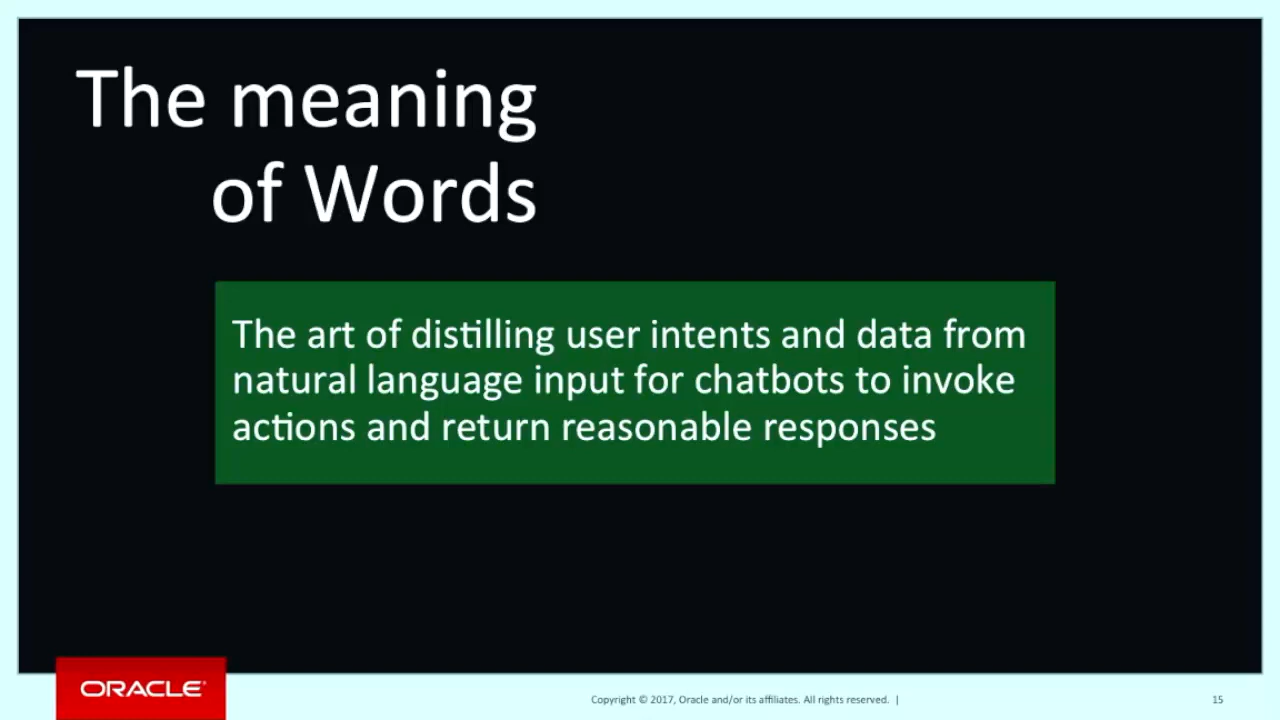 The meaning
of Words
The art of distilling user intents and data from
natural language input for chatbots to invoke
actions and return reasonable responses
ORACLE®
Copyright © 2017, Oracle and/or its affiliates. All rights reserved. |
15